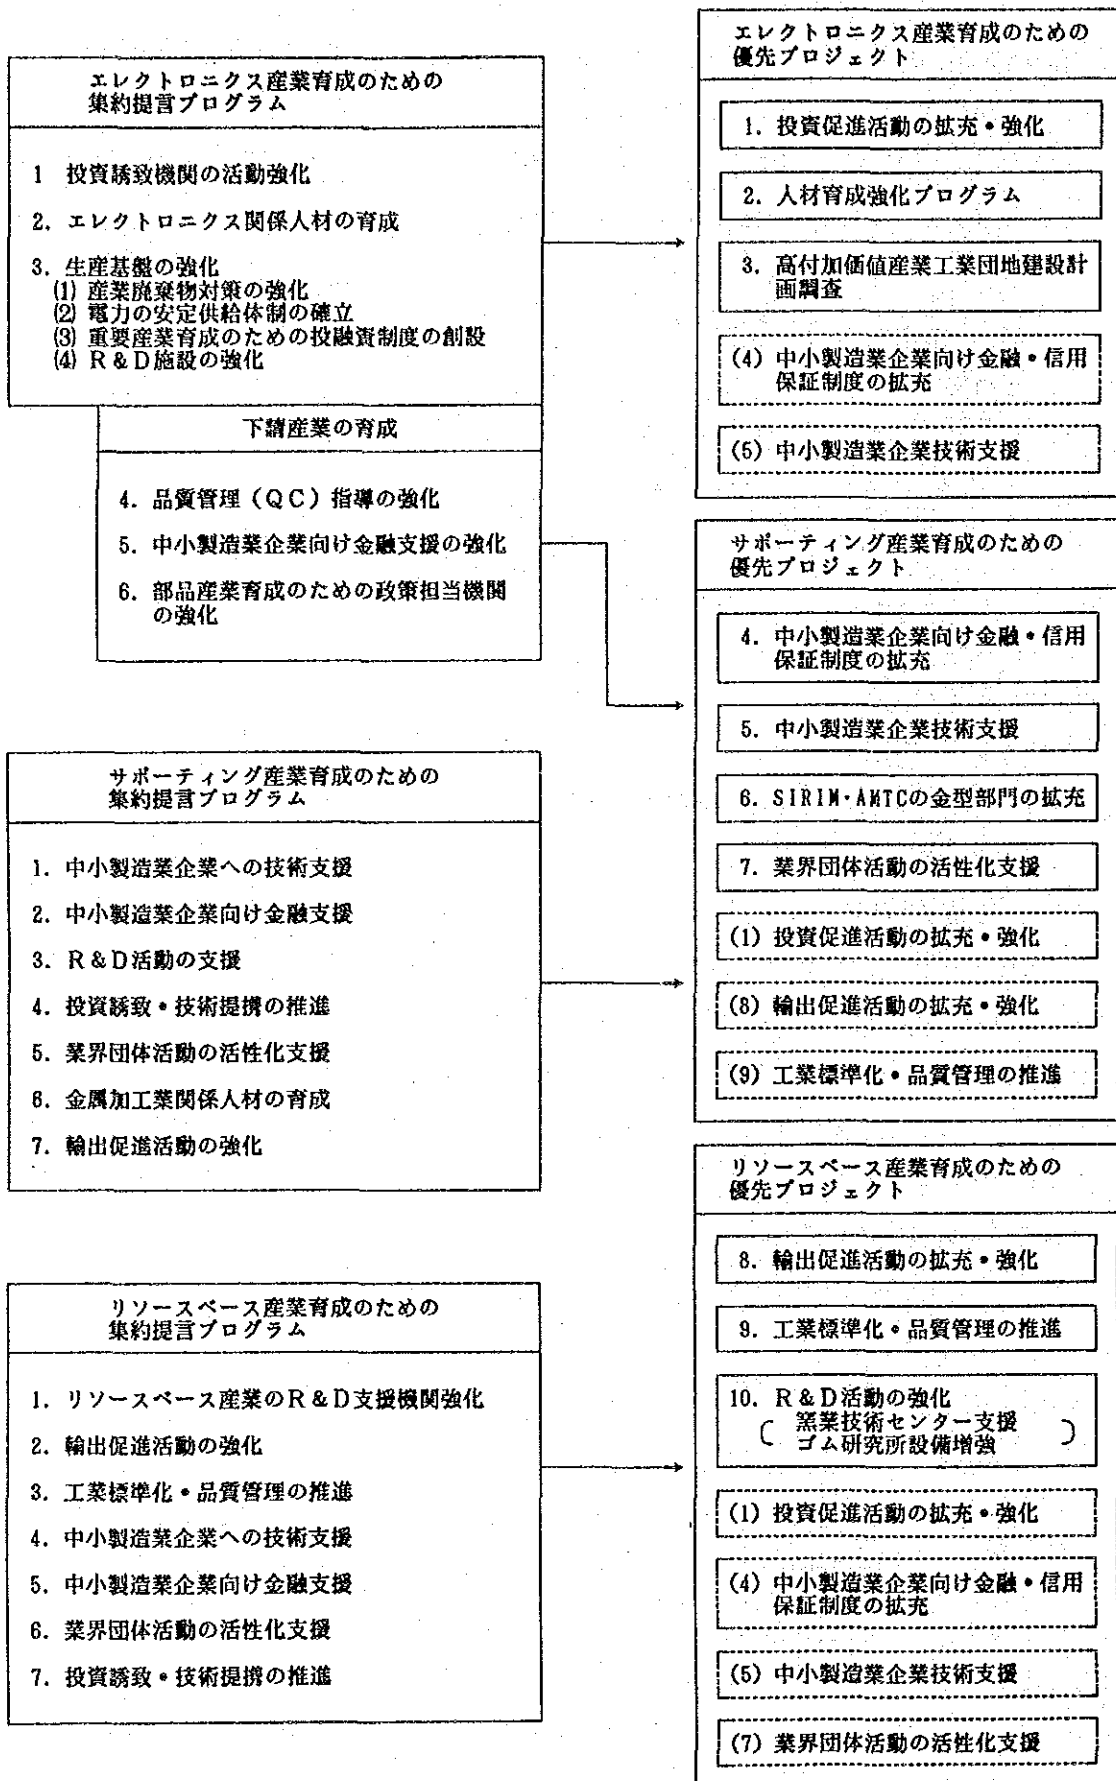 エレクトロニクス産業育成のための
集約提言プログラム
1 投資誘致機関の活動強化
2. エレクトロニクス関係人材の育成
3. 生産基盤の強化
(1) 産業廃棄物対策の強化
(2) 電力の安定供給体制の確立
(3) 重要産業育成のための投融資制度の創設
(4) R&D施設の強化
下請産業の育成
4. 品質管理(QC)指導の強化
5. 中小製造業企業向け金融支援の強化
6. 部品産業育成のための政策担当機関
の強化
サポーティング産業育成のための
集約提言プログラム
1. 中小製造業企業への技術支援
2. 中小製造業企業向け金融支援
3. R&D活動の支援
4. 投資誘致・技術提携の推進
5. 業界団体活動の活性化支援
6. 金属加工業関係人材の育成
7. 輸出促進活動の強化
リソースベース産業育成のための
集約提言プログラム
1. リソースベース産業のR&D支援機関強化
2. 輸出促進活動の強化
3. 工業標準化・品質管理の推進
4. 中小製造業企業への技術支援
5. 中小製造業企業向け金融支援
6. 業界団体活動の活性化支援
7. 投資誘致・技術提携の推進
エレクトロニクス産業育成のための
優先プロジェクト
1. 投資促進活動の拡充・強化
2. 人材育成強化プログラム
3. 高付加価値産業工業団地建設計
画調査
(4) 中小製造業企業向け金融・信用
保証制度の拡充
(5) 中小製造業企業技術支援
サポーティング産業育成のための
優先プロジェクト
4. 中小製造業企業向け金融・信用
保証制度の拡充
5. 中小製造業企業技術支援
6. SIRIM・AMTCの金型部門の拡充
7. 業界団体活動の活性化支援
(1) 投資促進活動の拡充・強化
(8) 輸出促進活動の拡充・強化
(9) 工業標準化・品質管理の推進
リソースベース産業育成のための
優先プロジェクト
8. 輸出促進活動の拡充・強化
9. 工業標準化・品質管理の推進
10. R&D活動の強化
( 窯業技術センター支援
ゴム研究所設備増強 )
(1) 投資促進活動の拡充・強化
(4) 中小製造業企業向け金融・信用
保証制度の拡充
(5) 中小製造業企業技術支援
(7) 業界団体活動の活性化支援